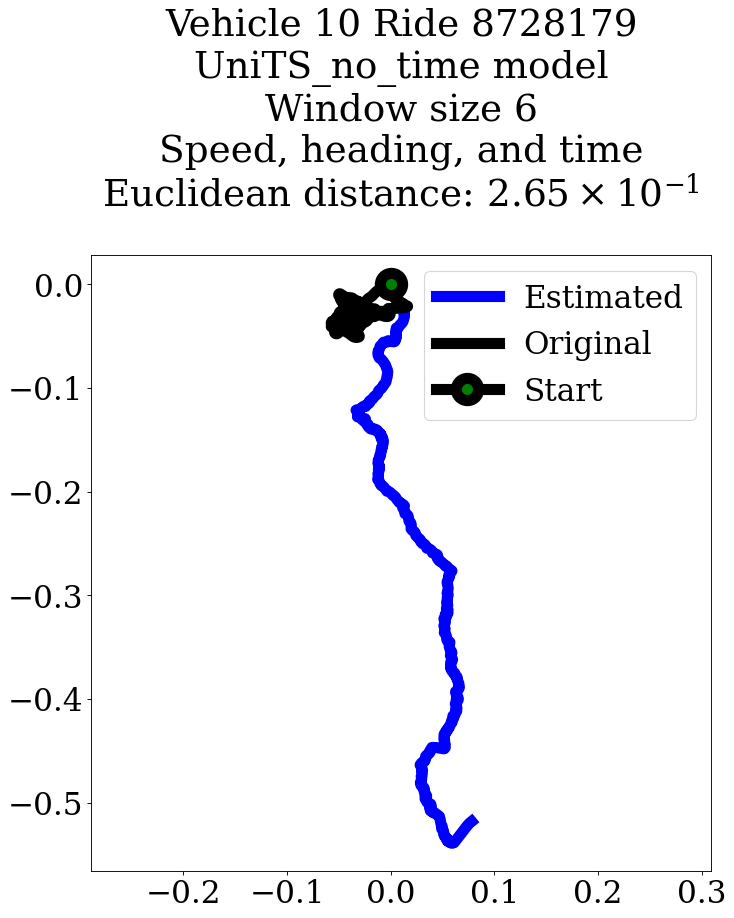 Vehicle 10 Ride 8728179
UniTS_no_time model
Window size 6
Speed, heading, and time
Euclidean distance: 2.65 × 10⁻¹
Estimated
Original
Start
0.0
−0.1
−0.2
−0.3
−0.4
−0.5
−0.2
−0.1
0.0
0.1
0.2
0.3